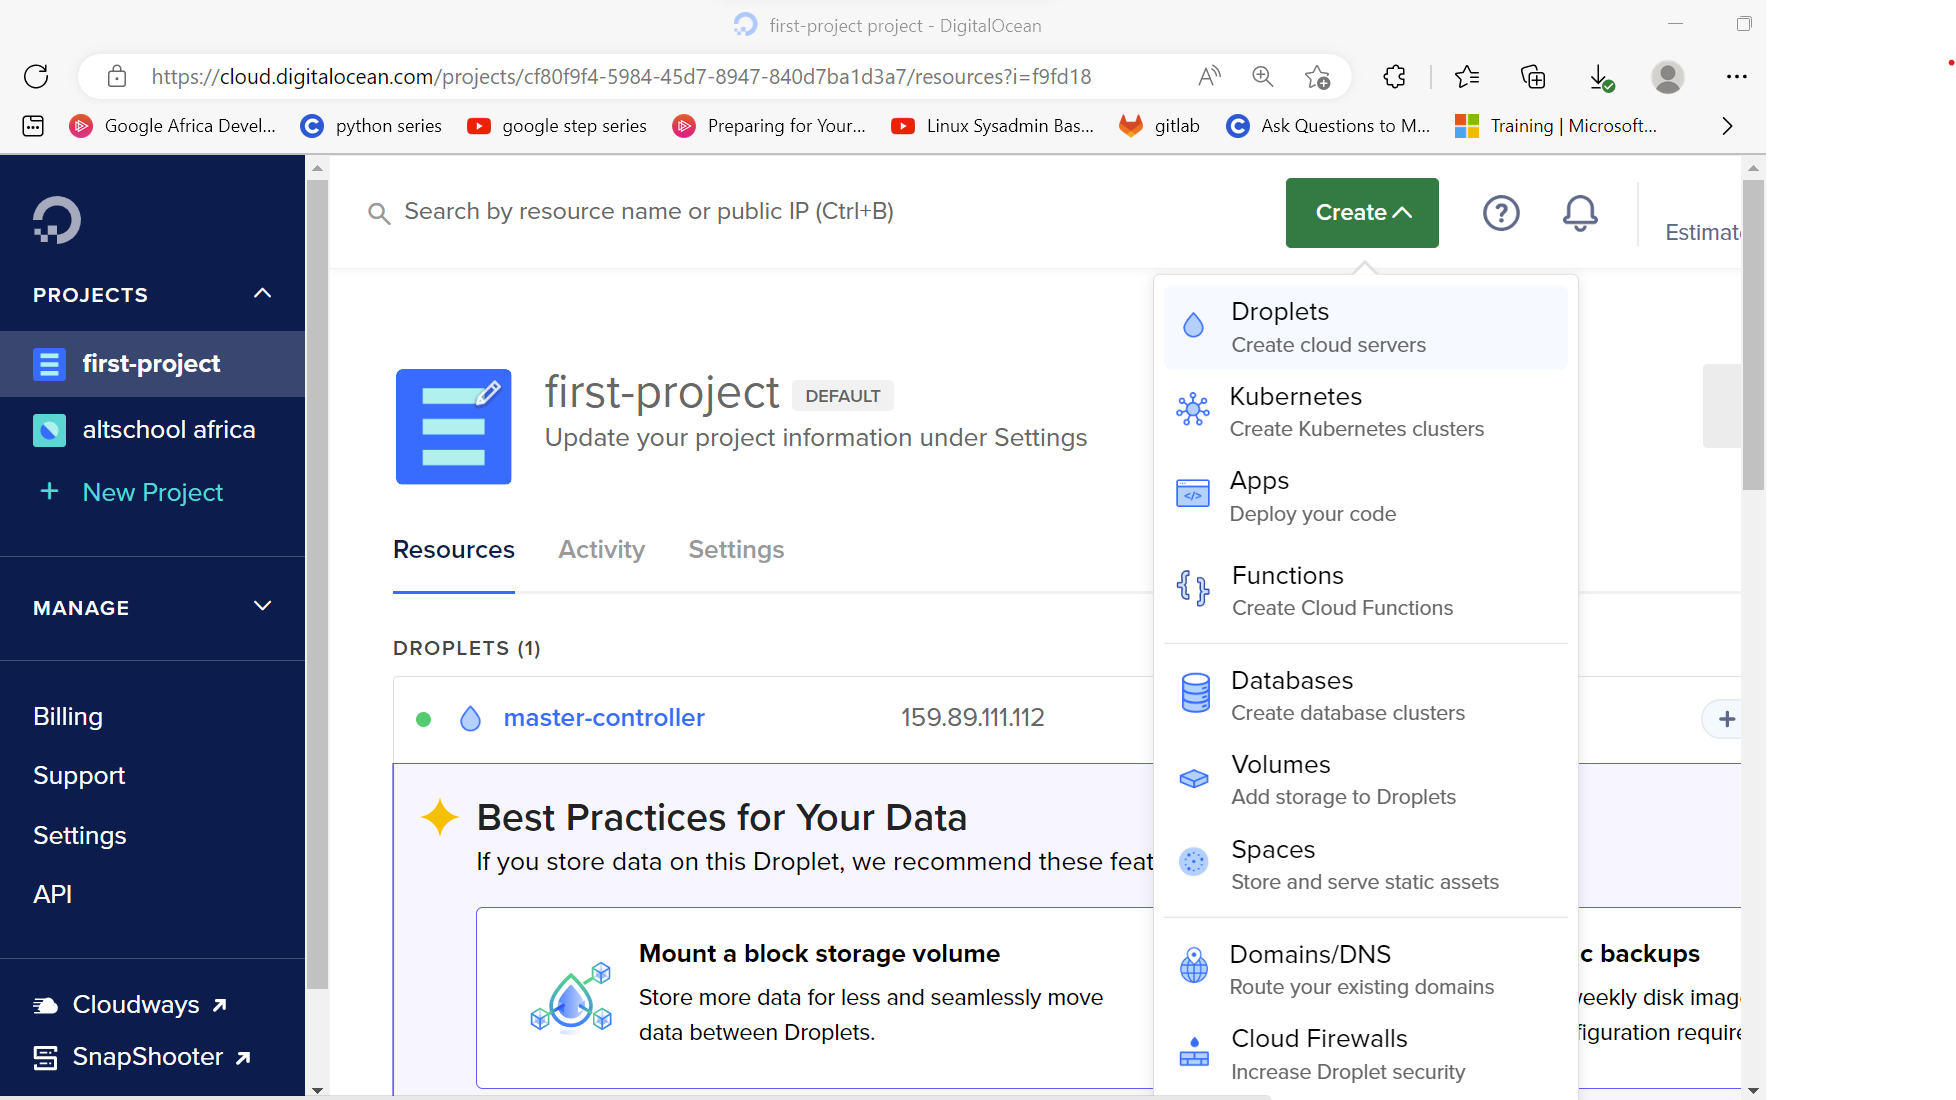 first-project project - DigitalOcean
https://cloud.digitalocean.com/projects/cf80f9f4-5984-45d7-8947-840d7ba1d3a7/resources?i=f9fd18
Google Africa Devel...
python series
google step series
Preparing for Your...
Linux Sysadmin Bas...
gitlab
Ask Questions to M...
Training | Microsoft...
PROJECTS
first-project
altschool africa
+ New Project
MANAGE
Billing
Support
Settings
API
Cloudways
SnapShooter
Search by resource name or public IP (Ctrl+B)
Create
?
Estimate
first-project DEFAULT
Update your project information under Settings
Resources
Activity
Settings
DROPLETS (1)
master-controller
159.89.111.112
+
Best Practices for Your Data
If you store data on this Droplet, we recommend these feat
Mount a block storage volume
Store more data for less and seamlessly move
data between Droplets.
c backups
eekly disk imag
figuration require
Droplets
Create cloud servers
Kubernetes
Create Kubernetes clusters
Apps
Deploy your code
Functions
Create Cloud Functions
Databases
Create database clusters
Volumes
Add storage to Droplets
Spaces
Store and serve static assets
Domains/DNS
Route your existing domains
Cloud Firewalls
Increase Droplet security